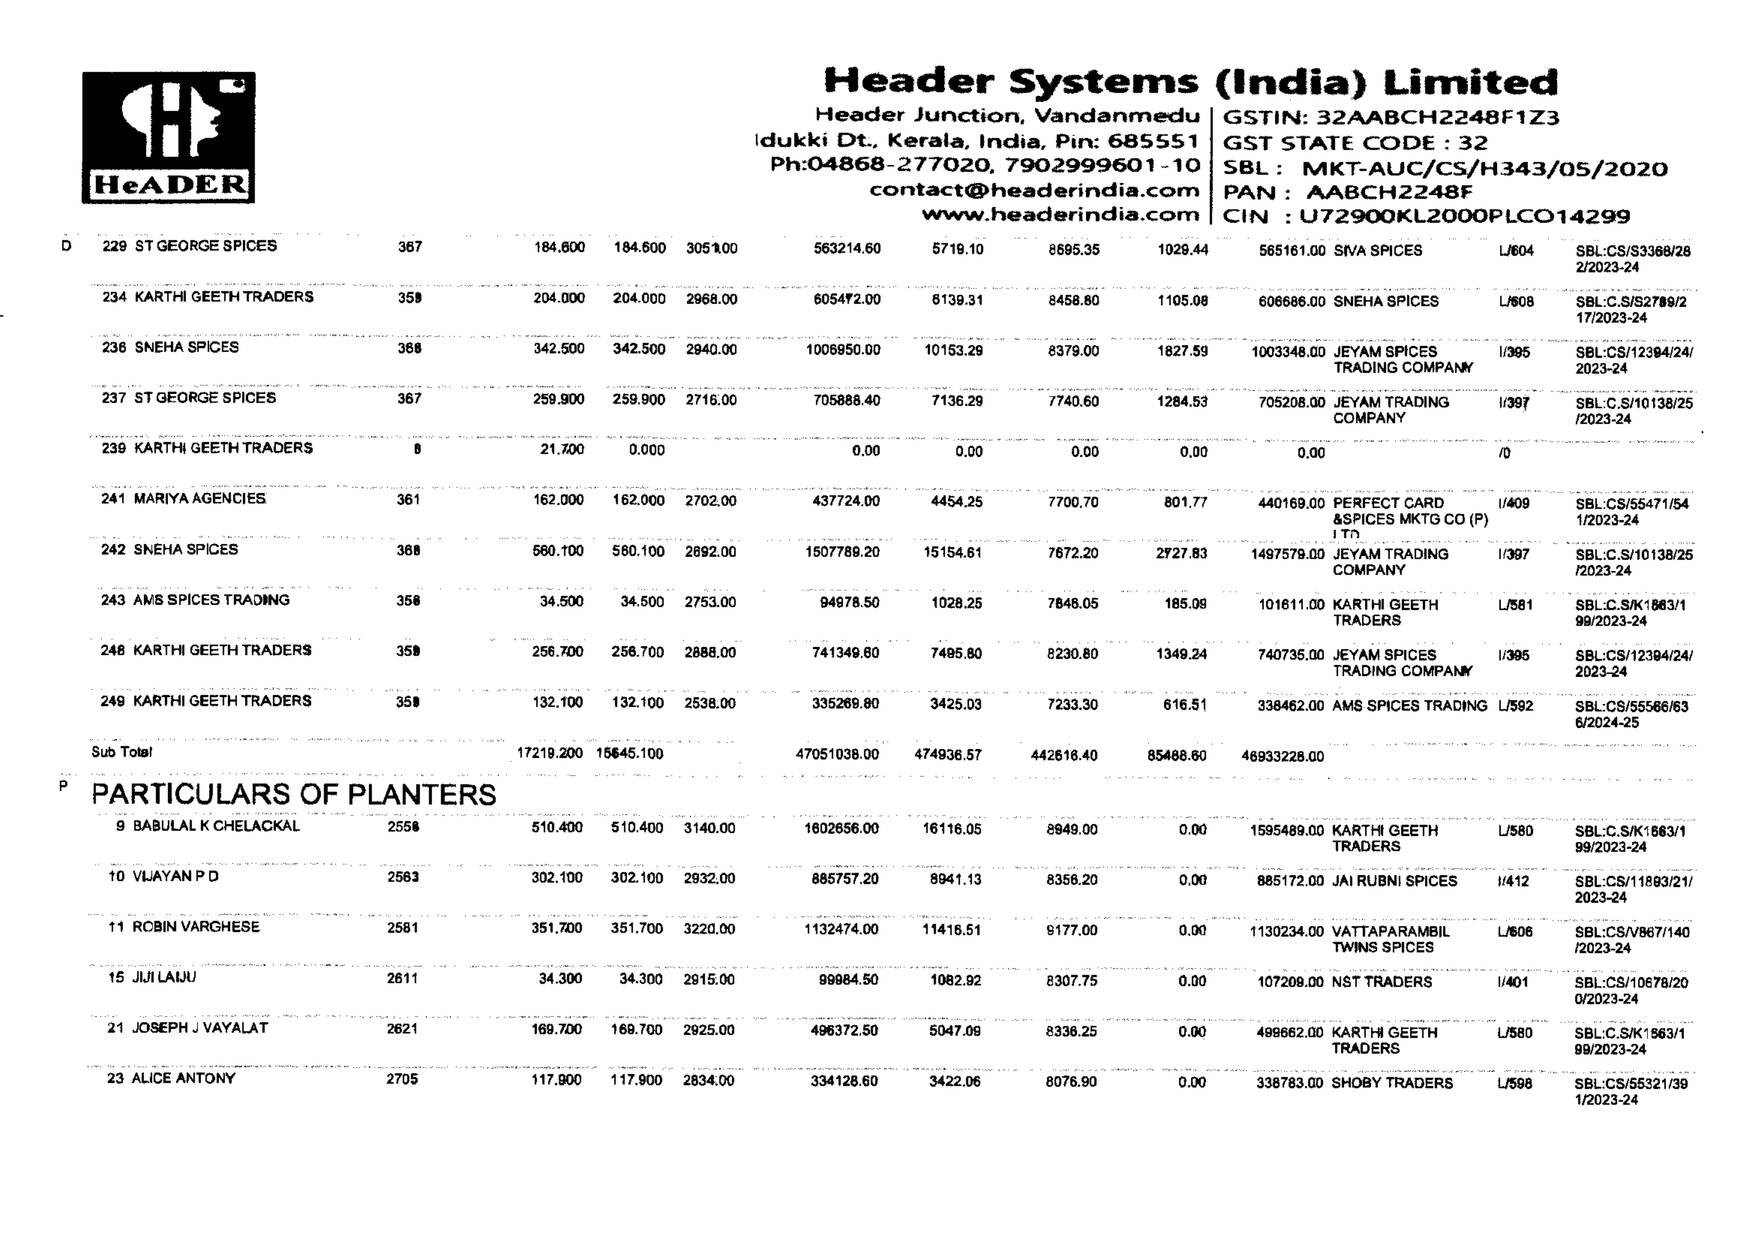 HeADER
Header Systems (India) Limited
Header Junction, Vandanmedu GSTIN: 32AABCH2248F1Z3
Idukki Dt., Kerala, India, Pin: 685551 GST STATE CODE : 32
Ph:04868-277020, 7902999601-10 SBL : MKT-AUC/CS/H343/05/2020
contact@headerindia.com PAN : AABCH2248F
www.headerindia.com CIN : U72900KL2000PLCO14299
D 229 ST GEORGE SPICES 367 184.600 184.600 3051.00 563214.60 5719.10 8695.35 1029.44 565161.00 SIVA SPICES L/604 SBL:CS/S3368/28
2/2023-24
234 KARTHI GEETH TRADERS 359 204.000 204.000 2968.00 605472.00 6139.31 8458.80 1105.08 606686.00 SNEHA SPICES L/608 SBL:C.S/S2789/2
17/2023-24
236 SNEHA SPICES 366 342.500 342.500 2940.00 1006950.00 10153.29 8379.00 1827.59 1003348.00 JEYAM SPICES I/395 SBL:CS/12394/24/
TRADING COMPANY 2023-24
237 ST GEORGE SPICES 367 259.900 259.900 2716.00 705888.40 7136.29 7740.60 1284.53 705208.00 JEYAM TRADING I/397 SBL:C.S/10138/25
COMPANY /2023-24
239 KARTHI GEETH TRADERS 21.700 0.000 0.00 0.00 0.00 0.00 0.00 /0
241 MARIYA AGENCIES 361 162.000 162.000 2702.00 437724.00 4454.25 7700.70 801.77 440169.00 PERFECT CARD I/409 SBL:CS/55471/54
&SPICES MKTG CO (P) 1/2023-24
LTD
242 SNEHA SPICES 366 560.100 560.100 2692.00 1507789.20 15154.61 7672.20 2727.83 1497579.00 JEYAM TRADING I/397 SBL:C.S/10138/25
COMPANY /2023-24
243 AMS SPICES TRADING 356 34.500 34.500 2753.00 94978.50 1028.25 7846.05 185.09 101611.00 KARTHI GEETH L/581 SBL:C.S/K1663/1
TRADERS 99/2023-24
248 KARTHI GEETH TRADERS 359 256.700 256.700 2888.00 741349.60 7495.80 8230.80 1349.24 740735.00 JEYAM SPICES I/395 SBL:CS/12394/24/
TRADING COMPANY 2023-24
249 KARTHI GEETH TRADERS 359 132.100 132.100 2538.00 335269.80 3425.03 7233.30 616.51 338462.00 AMS SPICES TRADING L/592 SBL:CS/55566/63
6/2024-25
Sub Total 17219.200 15645.100 47051038.00 474936.57 442616.40 85488.60 46933228.00
P PARTICULARS OF PLANTERS
9 BABULAL K CHELACKAL 2556 510.400 510.400 3140.00 1602656.00 16116.05 8949.00 0.00 1595489.00 KARTHI GEETH L/580 SBL:C.S/K1663/1
TRADERS 99/2023-24
10 VIJAYAN P D 2563 302.100 302.100 2932.00 885757.20 8941.13 8356.20 0.00 885172.00 JAI RUBNI SPICES I/412 SBL:CS/11893/21/
2023-24
11 ROBIN VARGHESE 2581 351.700 351.700 3220.00 1132474.00 11416.51 9177.00 0.00 1130234.00 VATTAPARAMBIL L/606 SBL:CS/V867/140
TWINS SPICES /2023-24
15 JIJI LAIJU 2611 34.300 34.300 2915.00 99984.50 1082.92 8307.75 0.00 107209.00 NST TRADERS I/401 SBL:CS/10678/20
0/2023-24
21 JOSEPH J VAYALAT 2621 169.700 169.700 2925.00 496372.50 5047.09 8336.25 0.00 499662.00 KARTHI GEETH L/580 SBL:C.S/K1663/1
TRADERS 99/2023-24
23 ALICE ANTONY 2705 117.900 117.900 2834.00 334128.60 3422.06 8076.90 0.00 338783.00 SHOBY TRADERS L/598 SBL:CS/55321/39
1/2023-24